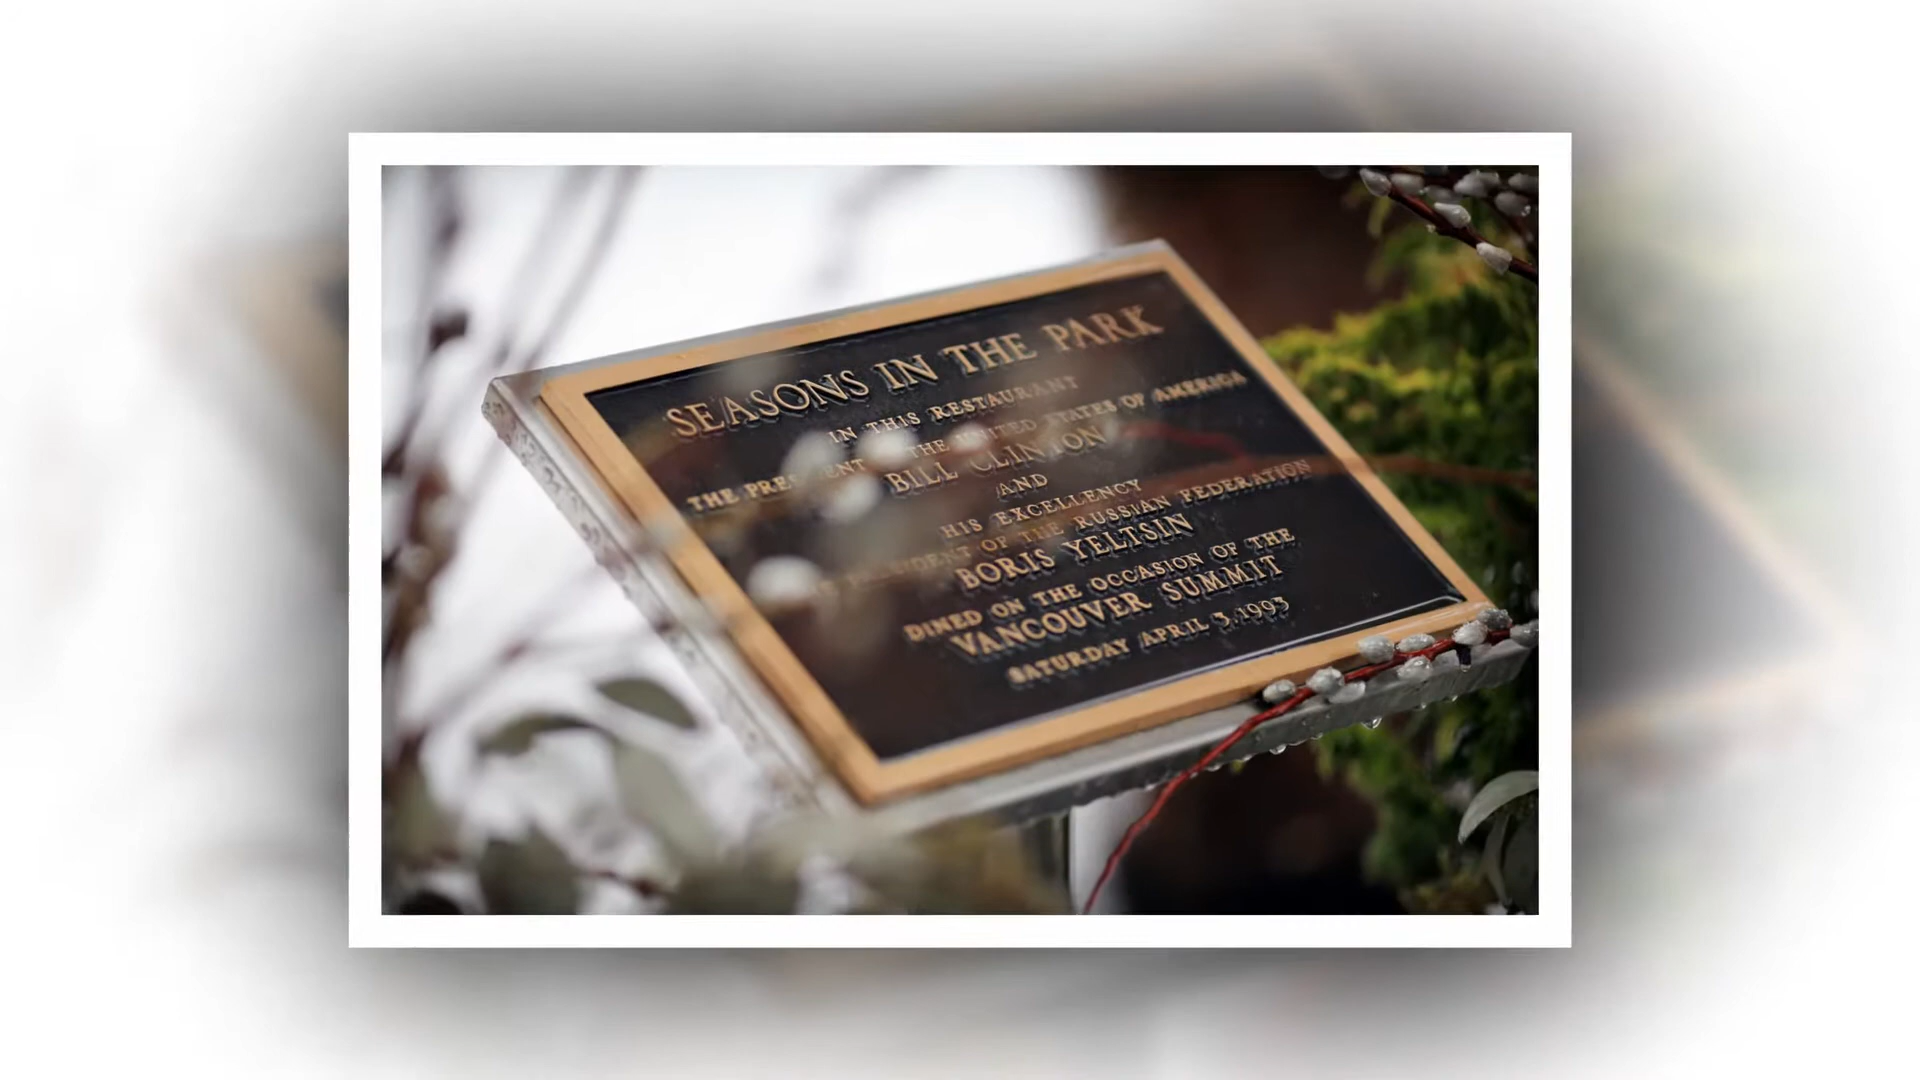 SEASONS IN THE PARK
IN THIS RESTAURANT
THE PRESIDENT THE UNITED STATES OF AMERICA
BILL CLINTON
AND
HIS EXCELLENCY
PRESIDENT OF THE RUSSIAN FEDERATION
BORIS YELTSIN
DINED ON THE OCCASION OF THE
VANCOUVER SUMMIT
SATURDAY APRIL 3, 1993